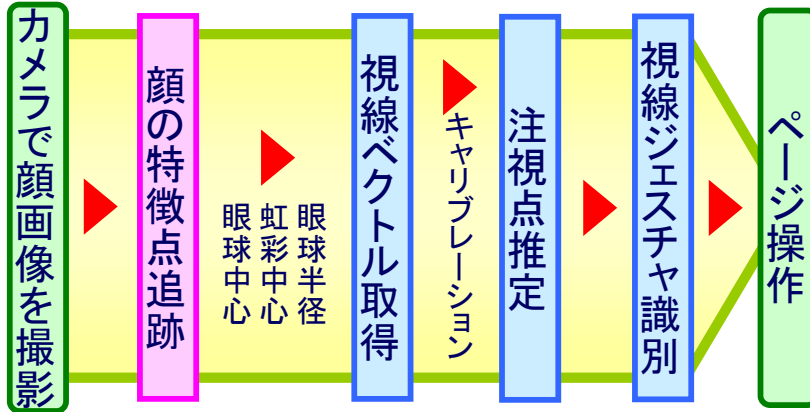 カメラで顔画像を撮影
顔の特徴点追跡
眼球半径
虹彩中心
眼球中心
視線ベクトル取得
キャリブレーション
注視点推定
視線ジェスチャ識別
ページ操作